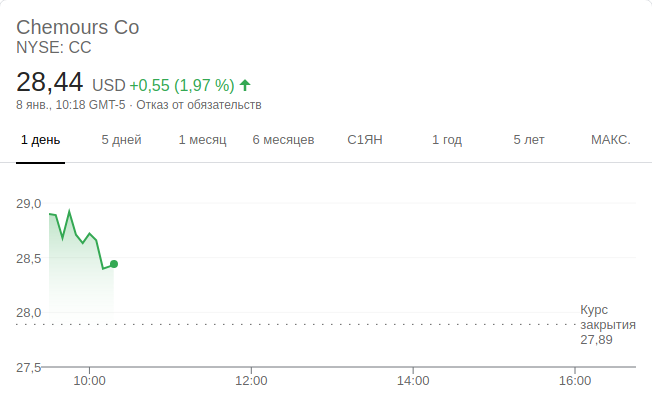 Chemours Co
NYSE: CC
28,44 USD +0,55 (1,97 %)
8 янв., 10:18 GMT-5 · Отказ от обязательств
1 день 5 дней 1 месяц 6 месяцев С1ЯН 1 год 5 лет МАКС.
29,0
28,5
28,0
Курс
закрытия
27,89
27,5
10:00 12:00 14:00 16:00